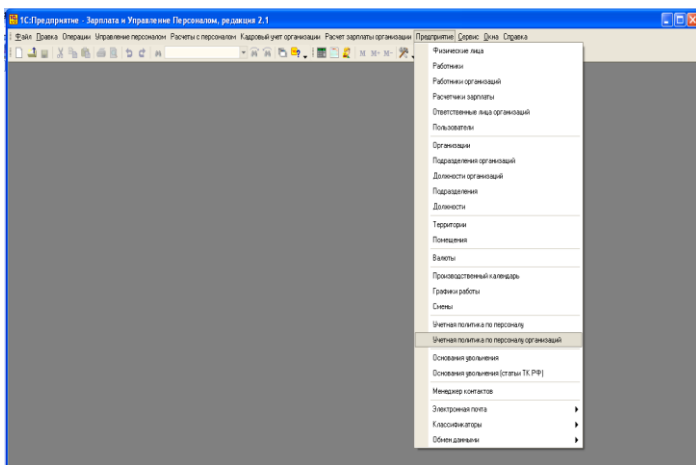 1С:Предприятие - Зарплата и Управление Персоналом, редакция 2.1
Файл Правка Операции Управление персоналом Расчеты с персоналом Кадровый учет организации Расчет зарплаты организации Предприятие Сервис Окна Справка
M M+ M-
Физические лица
Работники
Работники организаций
Расчетчики зарплаты
Ответственные лица организаций
Пользователи
Организации
Подразделения организаций
Должности организаций
Подразделения
Должности
Территории
Помещения
Валюты
Производственный календарь
Графики работы
Смены
Учетная политика по персоналу
Учетная политика по персоналу организаций
Основания увольнения
Основания увольнения (статьи ТК РФ)
Менеджер контактов
Электронная почта
Классификаторы
Обмен данными